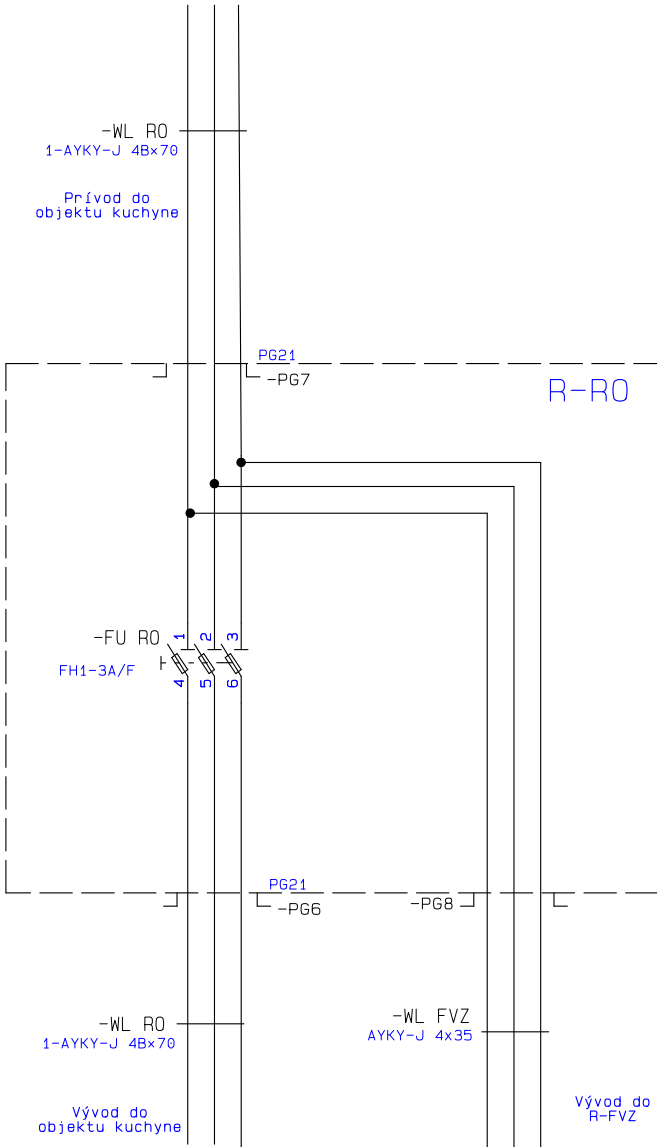 -WL RO
1-AYKY-J 4Bx70
Prívod do
objektu kuchyne
PG21
-PG7
R-RO
-FU RO
1
2
3
FH1-3A/F
4
5
6
PG21
-PG6
-PG8
-WL RO
1-AYKY-J 4Bx70
-WL FVZ
AYKY-J 4x35
Vývod do
objektu kuchyne
Vývod do
R-FVZ